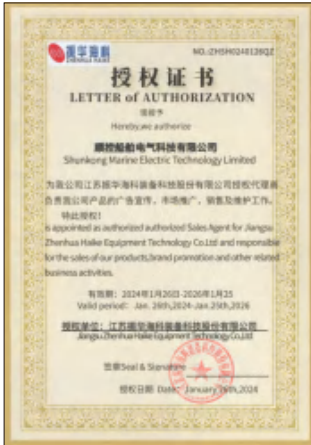 振华海科
ZHENHUA HAIKE
NO.:ZHSH0240126QZ
授权证书
LETTER of AUTHORIZATION
兹授予
Hereby,we authorize
顺控船舶电气科技有限公司
Shunkong Marine Electric Technology Limited
为我公司江苏振华海科装备科技股份有限公司授权代理商
负责我公司产品的广告宣传、市场推广、销售及维护工作。
特此授权!
is appointed as authorized authorized Sales Agent for Jiangsu
Zhenhua Haike Equipment Technology Co.Ltd and responsible
for the sales of our products,brand promotion and other related
business activities.
有效期: 2024年1月26日-2026年1月25
Valid period: Jan. 26th,2024-Jan.25th,2026
授权单位: 江苏振华海科装备科技股份有限公司
Jiangsu Zhenhua Haike Equipment Technology Co.,Ltd
签章Seal & Signature
授权日期 Date: January 26th,2024